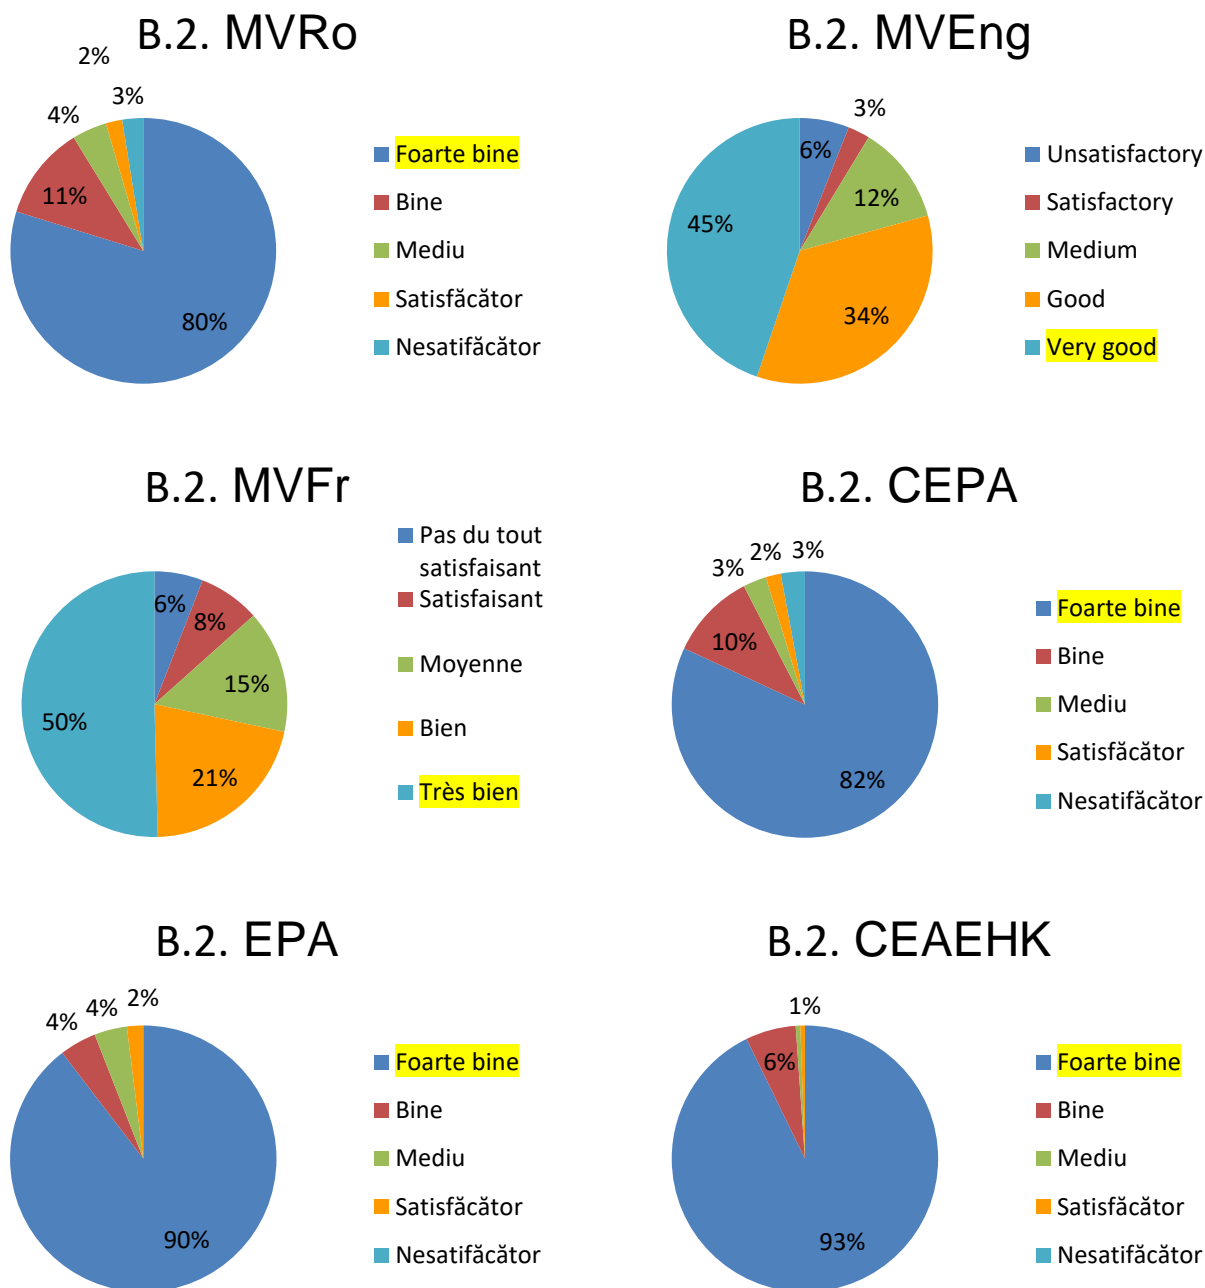 B.2. MVRo
2%
3%
4%
11%
80%
Foarte bine
Bine
Mediu
Satisfăcător
Nesatifăcător
B.2. MVEng
3%
6%
12%
45%
34%
Unsatisfactory
Satisfactory
Medium
Good
Very good
B.2. MVFr
6%
8%
15%
50%
21%
Pas du tout
satisfaisant
Satisfaisant
Moyenne
Bien
Très bien
B.2. CEPA
2%
3%
3%
10%
82%
Foarte bine
Bine
Mediu
Satisfăcător
Nesatifăcător
B.2. EPA
2%
4%
4%
90%
Foarte bine
Bine
Mediu
Satisfăcător
Nesatifăcător
B.2. CEAEHK
1%
6%
93%
Foarte bine
Bine
Mediu
Satisfăcător
Nesatifăcător